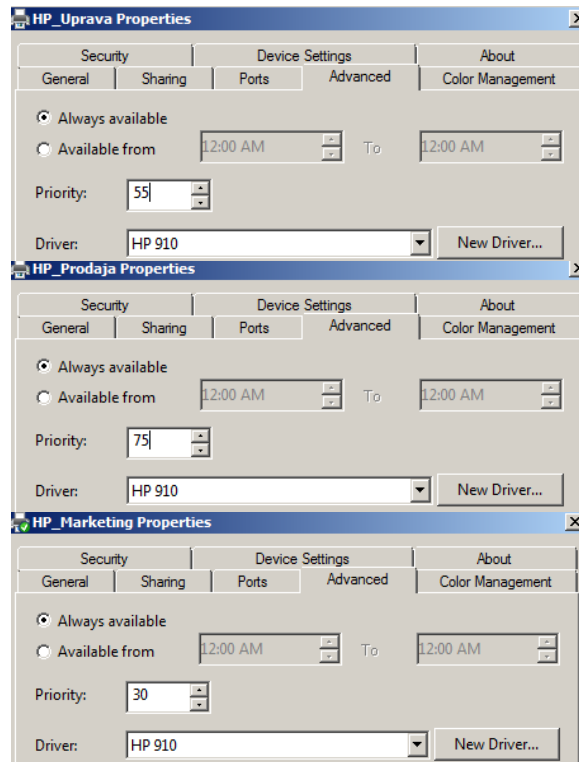 HP_Uprava Properties
Security Device Settings About
General Sharing Ports Advanced Color Management
Always available
Available from 12:00 AM To 12:00 AM
Priority: 55
Driver: HP 910 New Driver...
HP_Prodaja Properties
Security Device Settings About
General Sharing Ports Advanced Color Management
Always available
Available from 12:00 AM To 12:00 AM
Priority: 75
Driver: HP 910 New Driver...
HP_Marketing Properties
Security Device Settings About
General Sharing Ports Advanced Color Management
Always available
Available from 12:00 AM To 12:00 AM
Priority: 30
Driver: HP 910 New Driver...